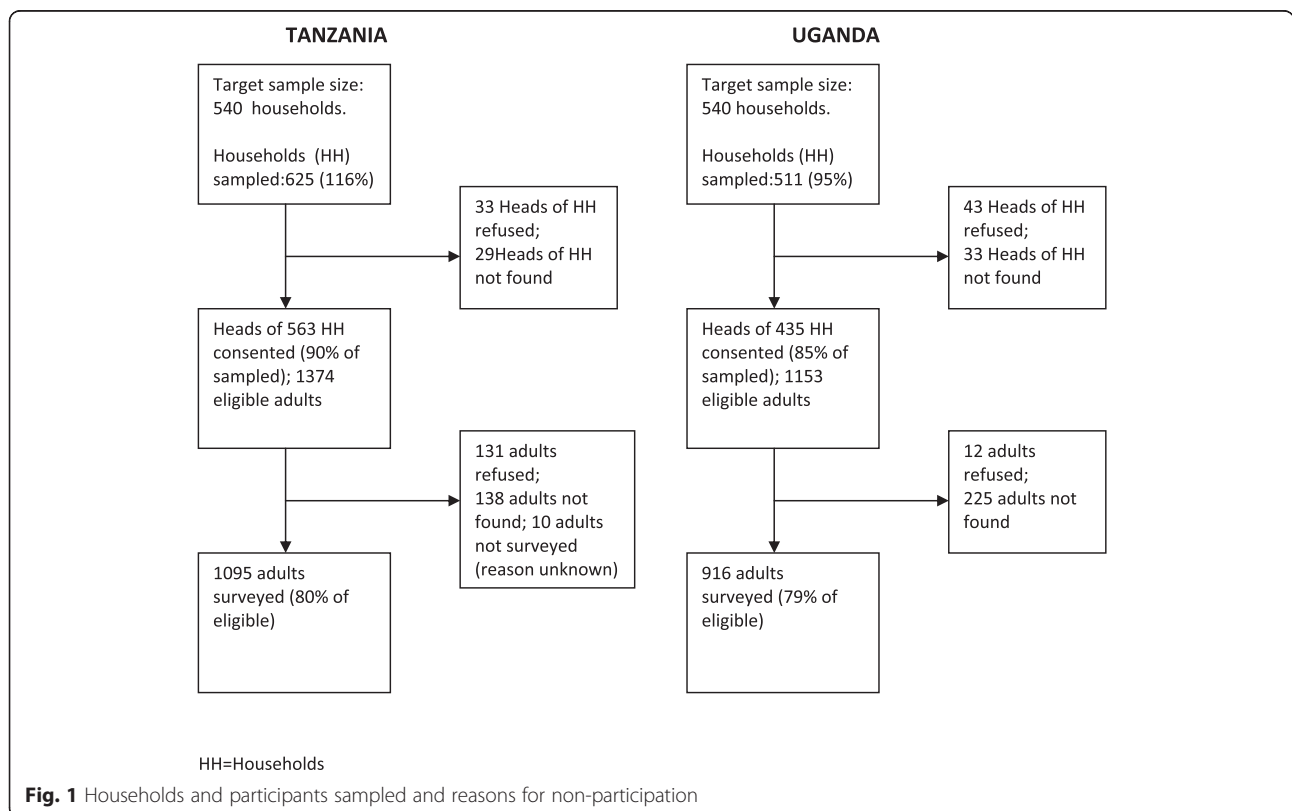 TANZANIA
Target sample size:
540 households.
Households (HH)
sampled:625 (116%)
33 Heads of HH
refused;
29Heads of HH
not found
Heads of 563 HH
consented (90% of
sampled); 1374
eligible adults
131 adults
refused;
138 adults not
found; 10 adults
not surveyed
(reason unknown)
1095 adults
surveyed (80% of
eligible)
UGANDA
Target sample size:
540 households.
Households (HH)
sampled:511 (95%)
43 Heads of HH
refused;
33 Heads of HH
not found
Heads of 435 HH
consented (85% of
sampled); 1153
eligible adults
12 adults
refused;
225 adults not
found
916 adults
surveyed (79% of
eligible)
HH=Households
Fig. 1 Households and participants sampled and reasons for non-participation